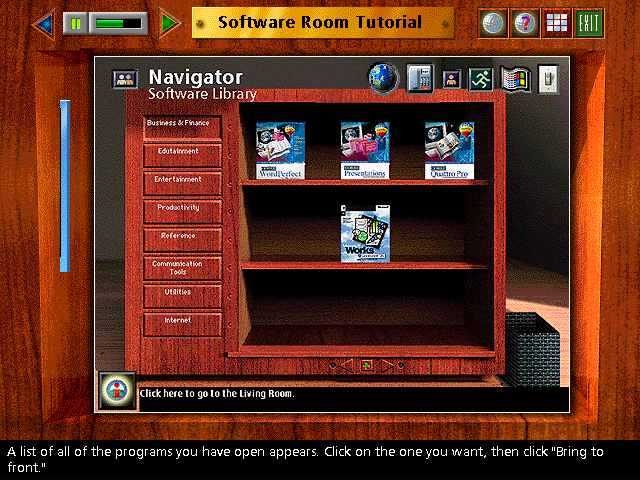 Software Room Tutorial
EXIT
Navigator
Software Library
Business & Finance
Edutainment
Entertainment
Productivity
Reference
Communication
Tools
Utilities
Internet
WordPerfect
Presentations
Quattro Pro
Works
Click here to go to the Living Room.
A list of all of the programs you have open appears. Click on the one you want, then click "Bring to
front."